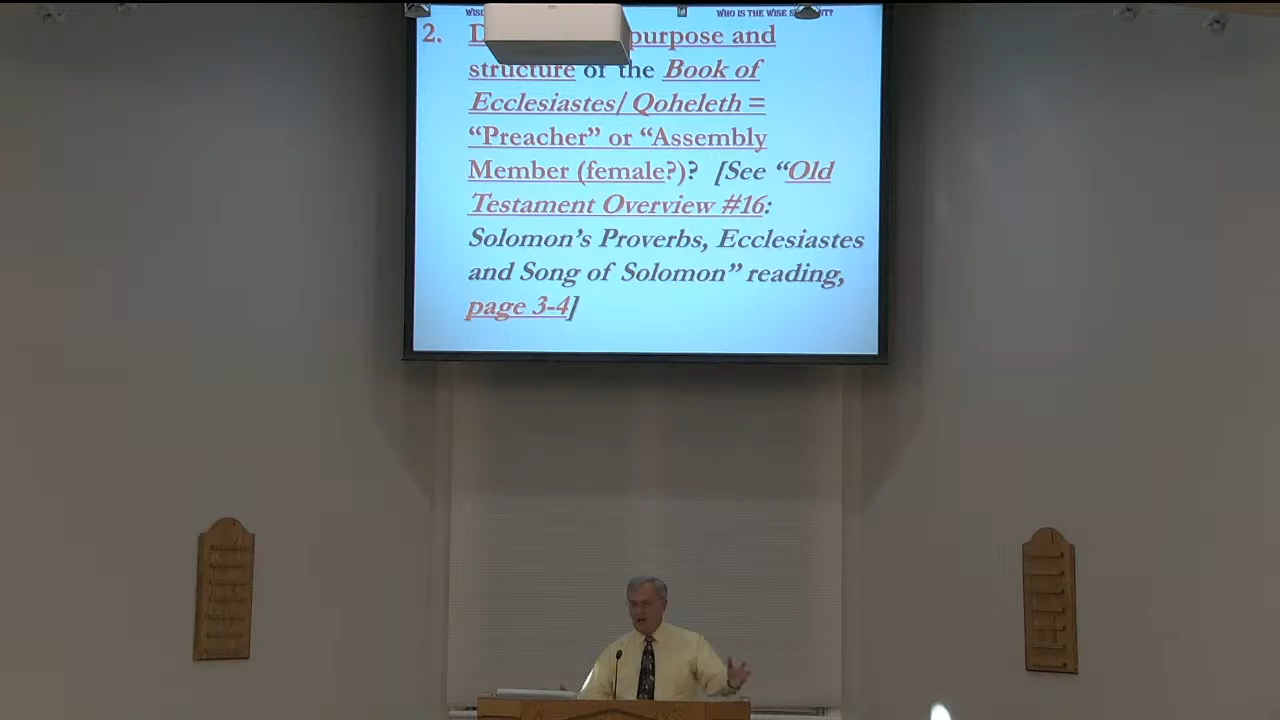 WHO IS THE WISE
2. purpose and
structure of the Book of
Ecclesiastes/ Qoheleth =
“Preacher” or “Assembly
Member (female?)? [See “Old
Testament Overview #16:
Solomon’s Proverbs, Ecclesiastes
and Song of Solomon” reading,
page 3-4]